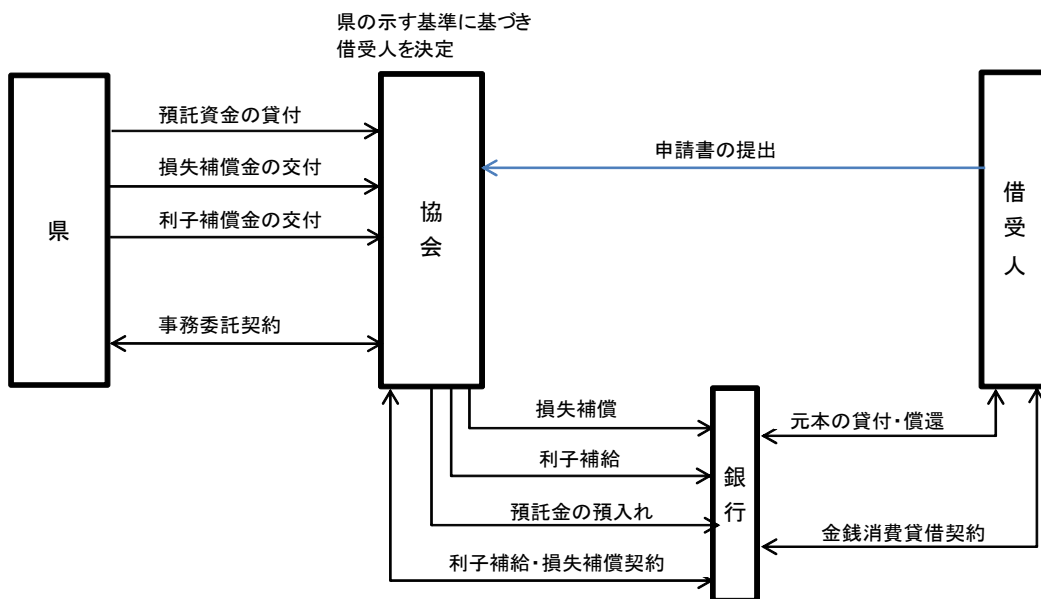 県の示す基準に基づき
借受人を決定
預託資金の貸付
損失補償金の交付
利子補償金の交付
事務委託契約
県
協会
申請書の提出
借受人
損失補償
利子補給
預託金の預入れ
利子補給・損失補償契約
銀行
元本の貸付・償還
金銭消費貸借契約